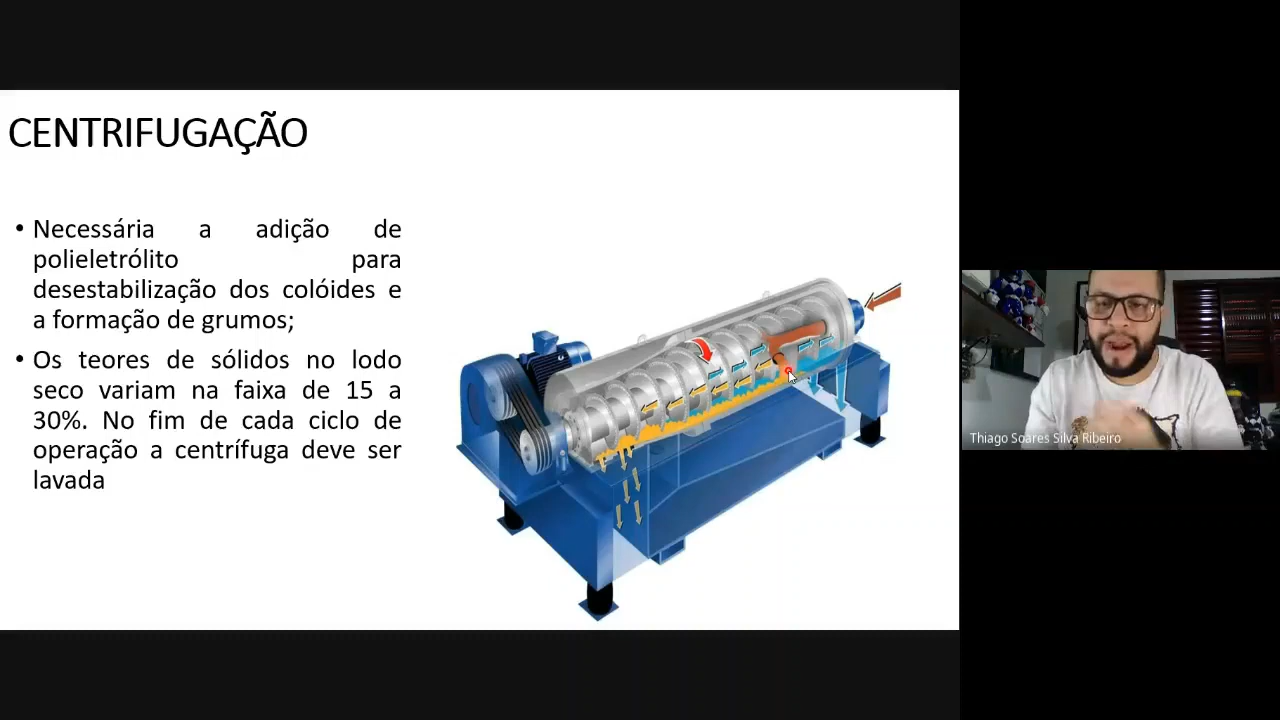 CENTRIFUGAÇÃO
• Necessária a adição de
polieletrólito para
desestabilização dos colóides e
a formação de grumos;
• Os teores de sólidos no lodo
seco variam na faixa de 15 a
30%. No fim de cada ciclo de
operação a centrífuga deve ser
lavada
Thiago Soares Silva Ribeiro